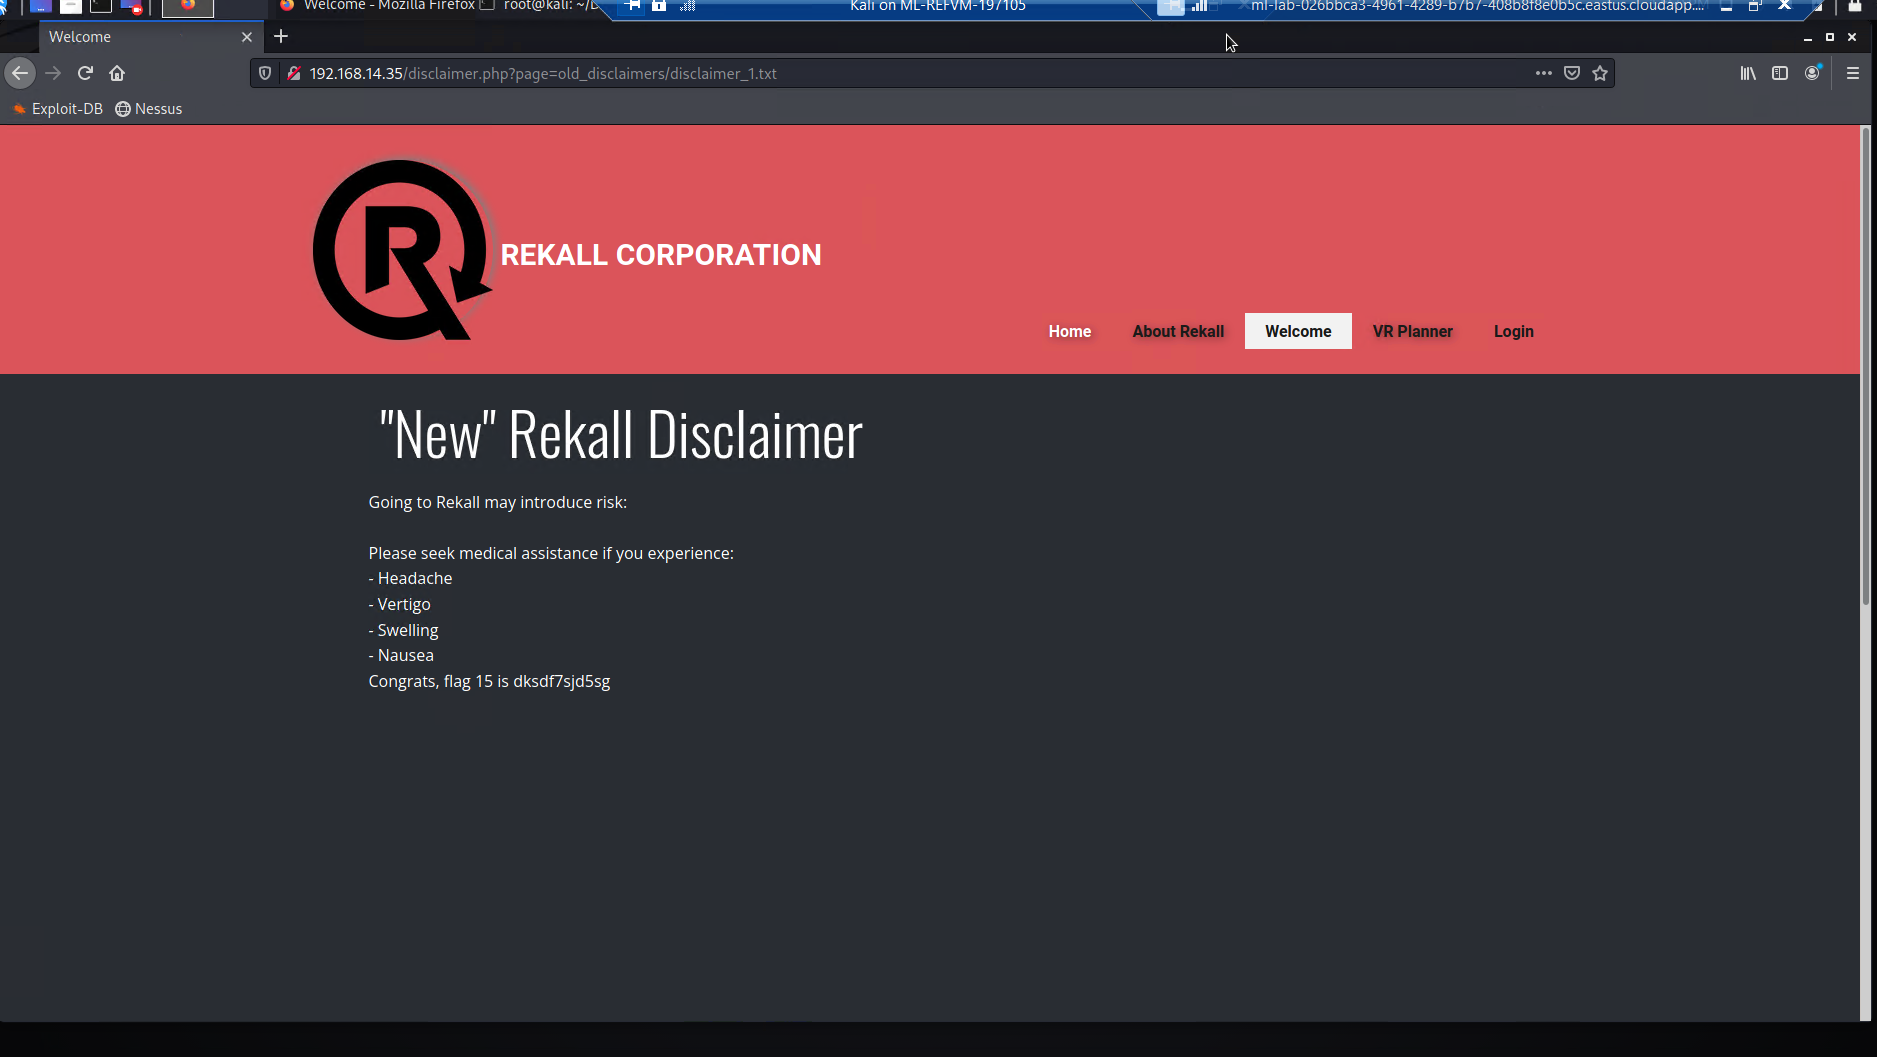 Welcome - Mozilla Firefox
root@kali: ~/D
Kali on ML-REFVM-197105
ml-lab-026bbca3-4961-4289-b7b7-408b8f8e0b5c.eastus.cloudapp....
Welcome
192.168.14.35/disclaimer.php?page=old_disclaimers/disclaimer_1.txt
Exploit-DB Nessus
R
REKALL CORPORATION
Home About Rekall Welcome VR Planner Login
"New" Rekall Disclaimer
Going to Rekall may introduce risk:
Please seek medical assistance if you experience:
- Headache
- Vertigo
- Swelling
- Nausea
Congrats, flag 15 is dksdf7sjd5sg